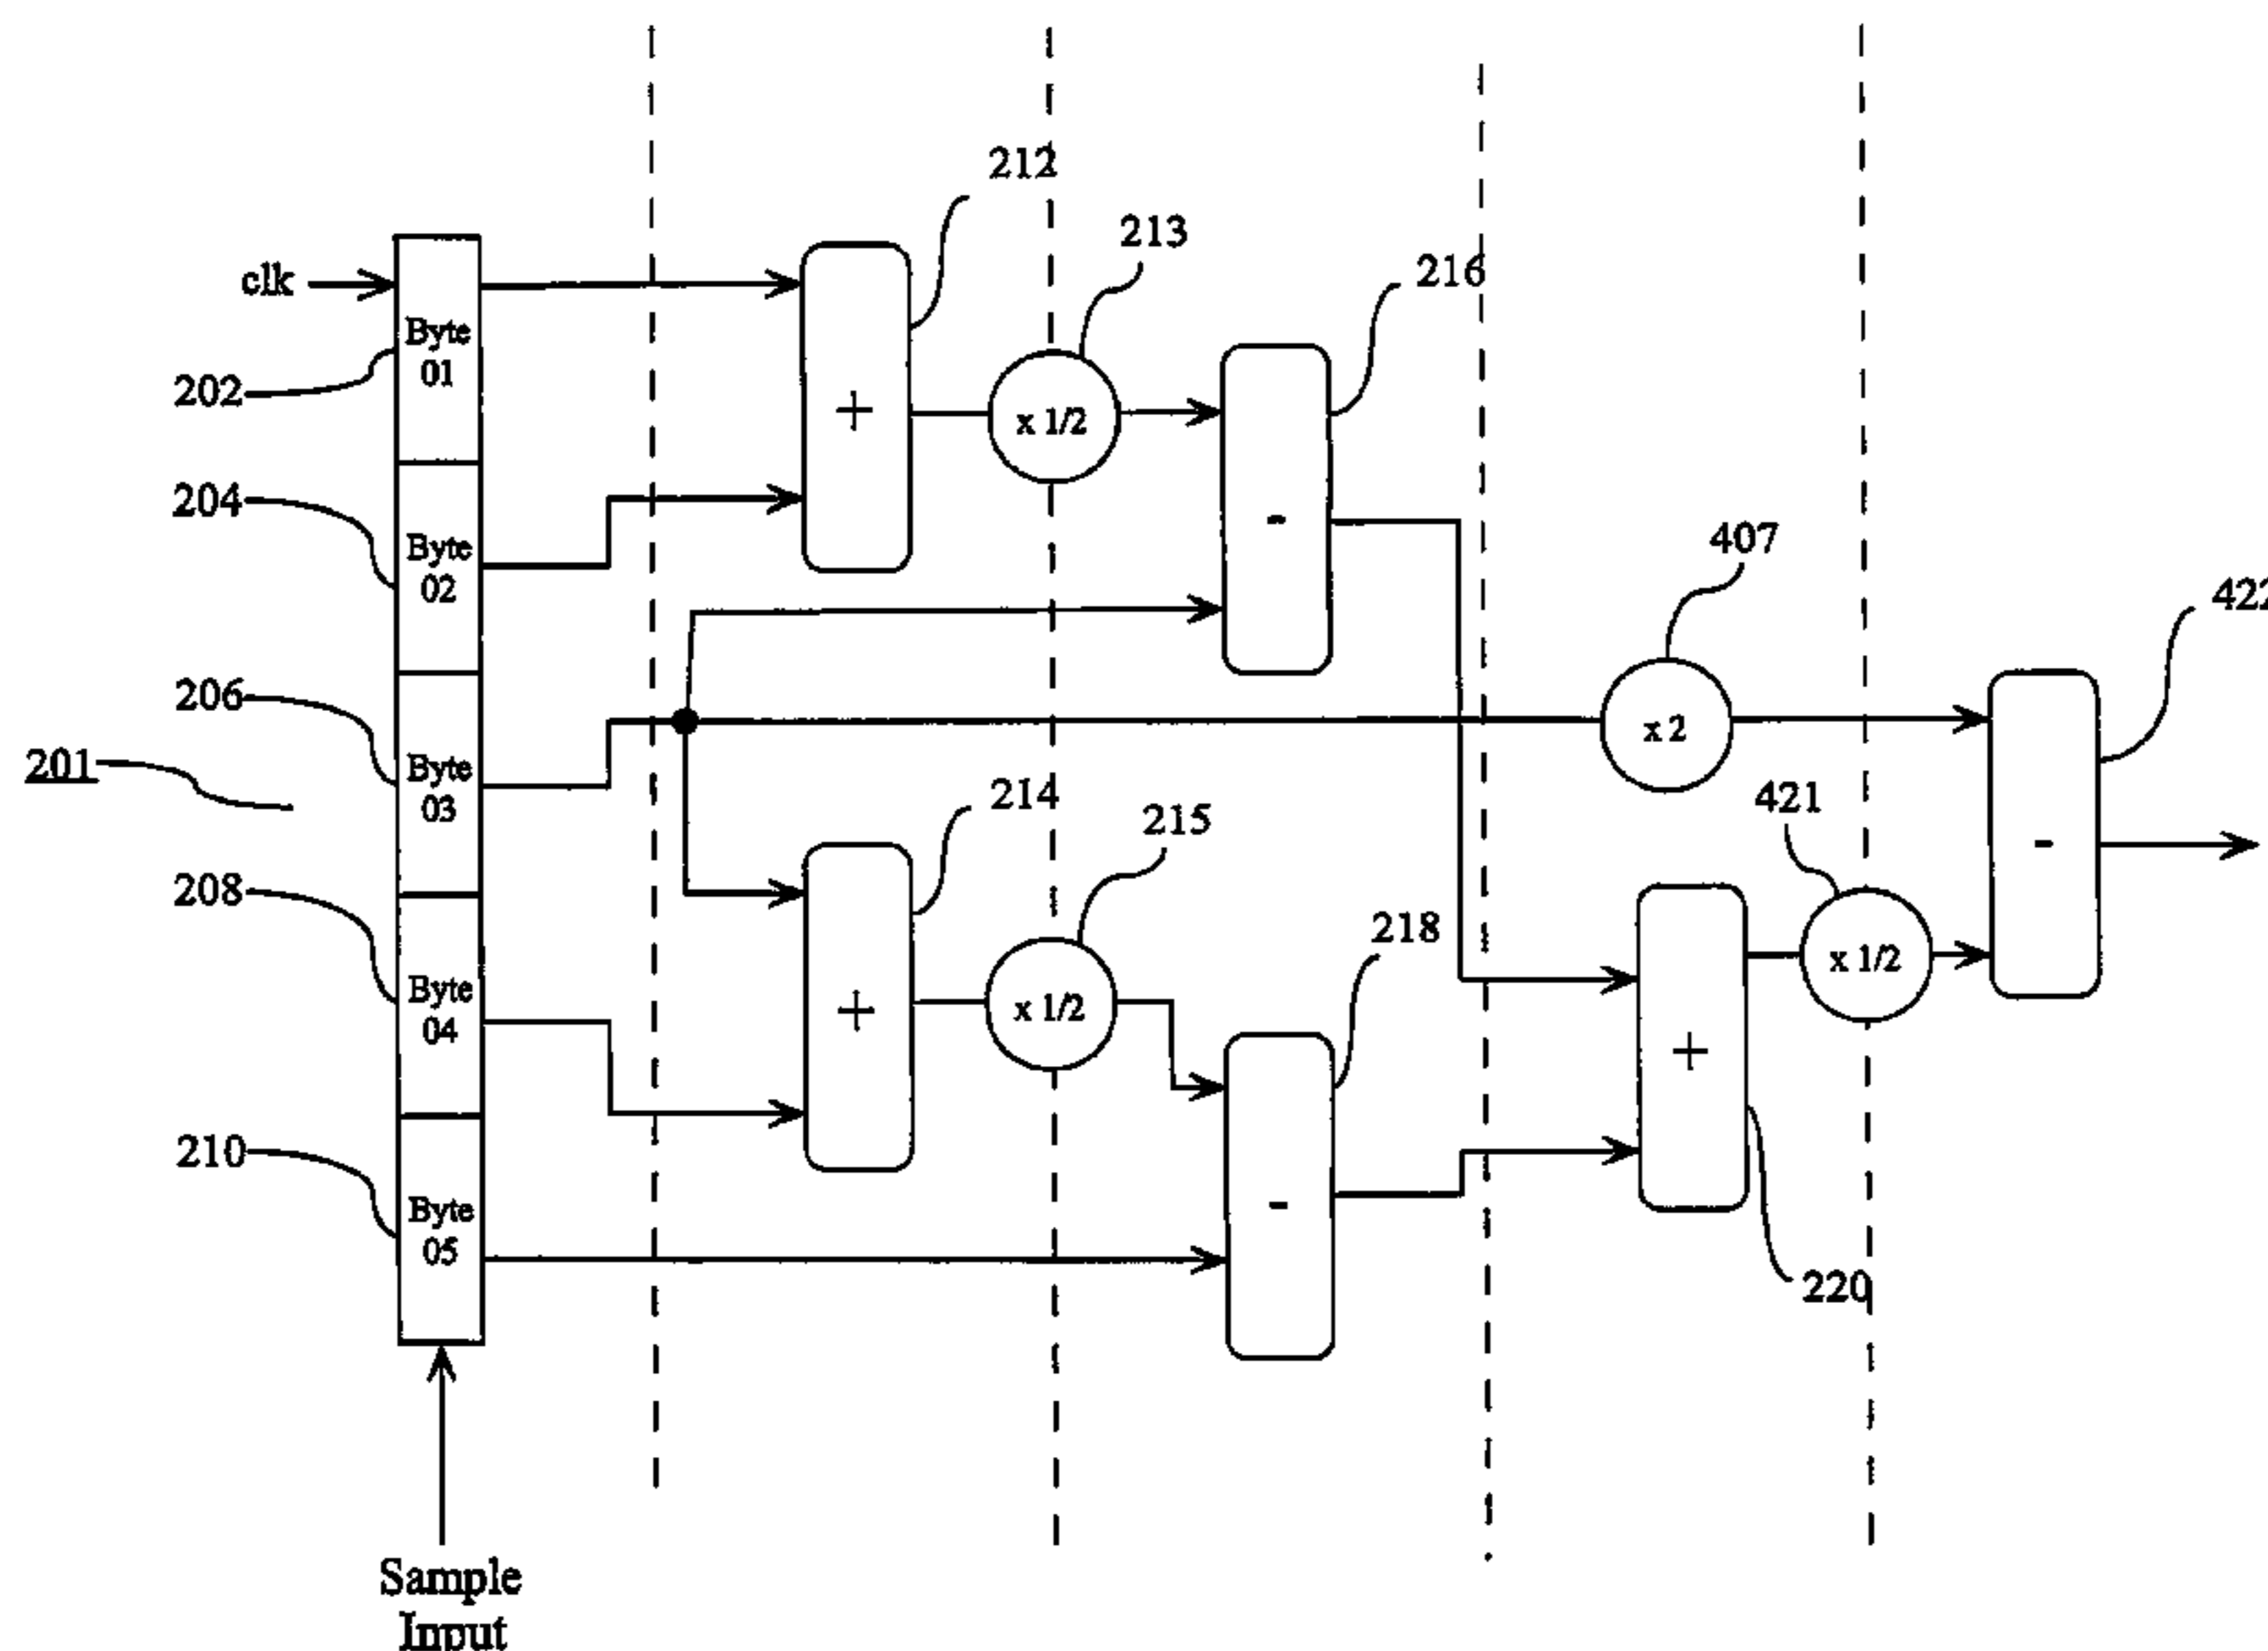 212
213
216
clk
Byte
01
202
+
x 1/2
204
Byte
02
-
407
422
206
201
Byte
03
x 2
214
215
421
208
218
-
Byte
04
+
x 1/2
x 1/2
+
210
Byte
05
-
220
Sample
Input